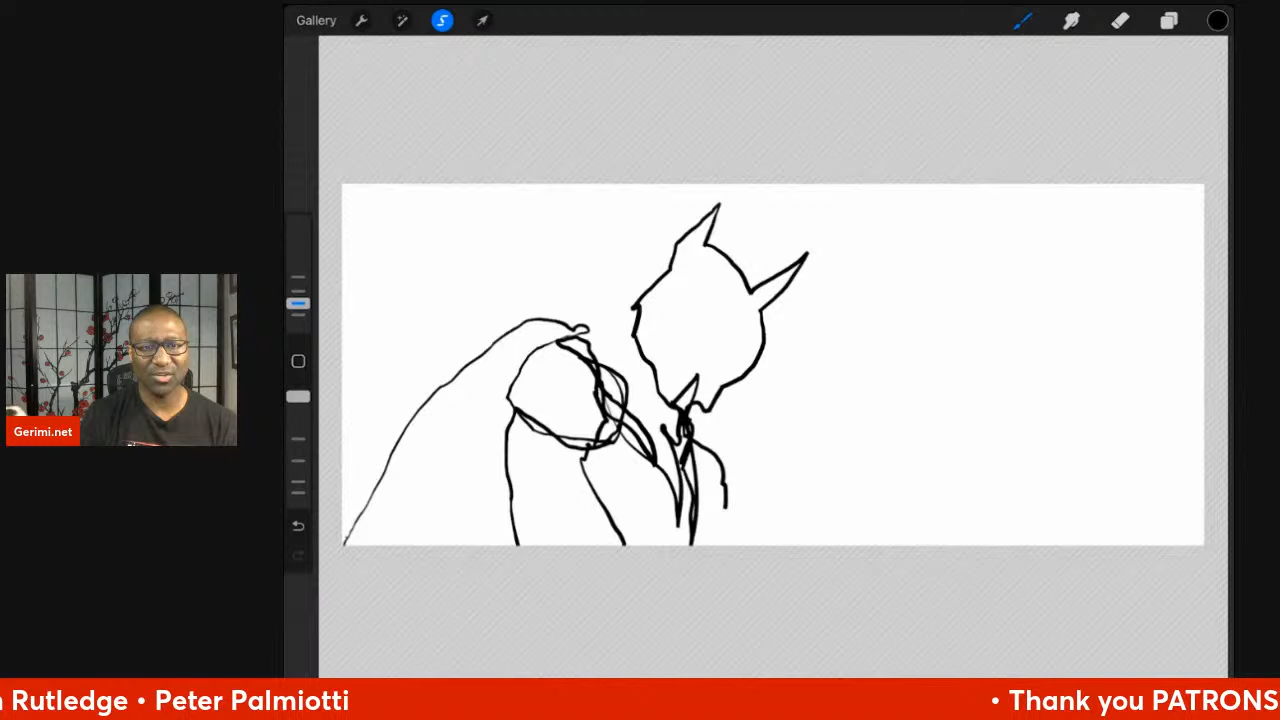 Gallery
Gerimi.net
Rutledge • Peter Palmiotti
• Thank you PATRONS